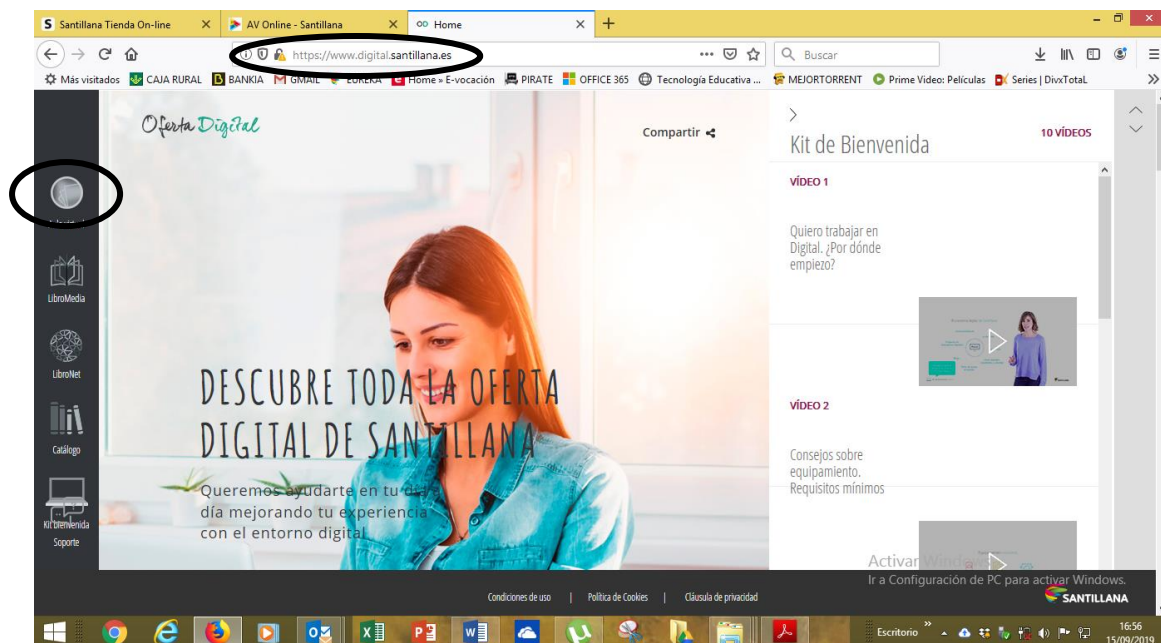 Santillana Tienda On-line
AV Online - Santillana
Home
https://www.digital.santillana.es
Buscar
Más visitados
CAJA RURAL
BANKIA
GMAIL
EUREKA
Home » E-vocación
PIRATE
OFFICE 365
Tecnología Educativa ...
MEJORTORRENT
Prime Video: Películas
Series | DivxTotaL
Oferta Digital
Compartir
Kit de Bienvenida
10 VÍDEOS
LibroMedia
LibroNet
Catálogo
Kit bienvenida
Soporte
DESCUBRE TODA LA OFERTA
DIGITAL DE SANTILLANA
Queremos ayudarte en tu día a
día mejorando tu experiencia
con el entorno digital
VÍDEO 1
Quiero trabajar en
Digital. ¿Por dónde
empiezo?
VÍDEO 2
Consejos sobre
equipamiento.
Requisitos mínimos
Activar Windows
Ir a Configuración de PC para activar Windows.
Condiciones de uso | Política de Cookies | Cláusula de privacidad
SANTILLANA
Escritorio
16:56
15/09/2019